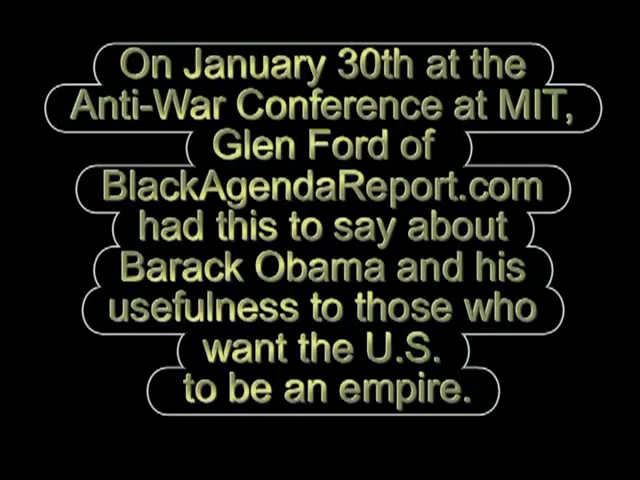 On January 30th at the
Anti-War Conference at MIT,
Glen Ford of
BlackAgendaReport.com
had this to say about
Barack Obama and his
usefulness to those who
want the U.S.
to be an empire.